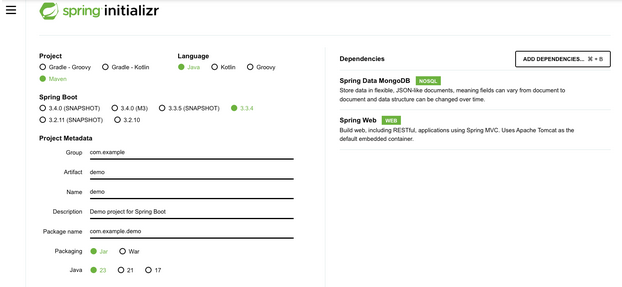 spring initializr
Project
Gradle - Groovy Gradle - Kotlin
Maven
Language
Java Kotlin Groovy
Spring Boot
3.4.0 (SNAPSHOT) 3.4.0 (M3) 3.3.5 (SNAPSHOT) 3.3.4
3.2.11 (SNAPSHOT) 3.2.10
Project Metadata
Group com.example
Artifact demo
Name demo
Description Demo project for Spring Boot
Package name com.example.demo
Packaging Jar War
Java 23 21 17
Dependencies
ADD DEPENDENCIES... ⌘ + B
Spring Data MongoDB NOSQL
Store data in flexible, JSON-like documents, meaning fields can vary from document to
document and data structure can be changed over time.
Spring Web WEB
Build web, including RESTful, applications using Spring MVC. Uses Apache Tomcat as the
default embedded container.